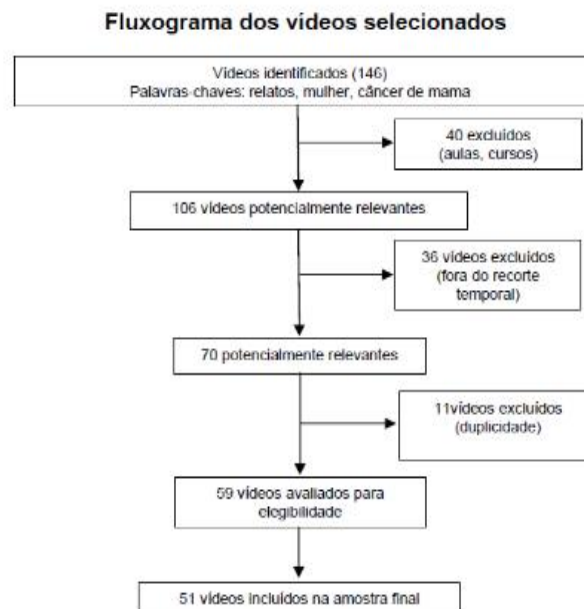 Fluxograma dos vídeos selecionados
Vídeos identificados (146)
Palavras-chaves: relatos, mulher, câncer de mama
40 excluídos
(aulas, cursos)
106 vídeos potencialmente relevantes
36 vídeos excluídos
(fora do recorte
temporal)
70 potencialmente relevantes
11vídeos excluídos
(duplicidade)
59 vídeos avaliados para
elegibilidade
51 vídeos incluídos na amostra final